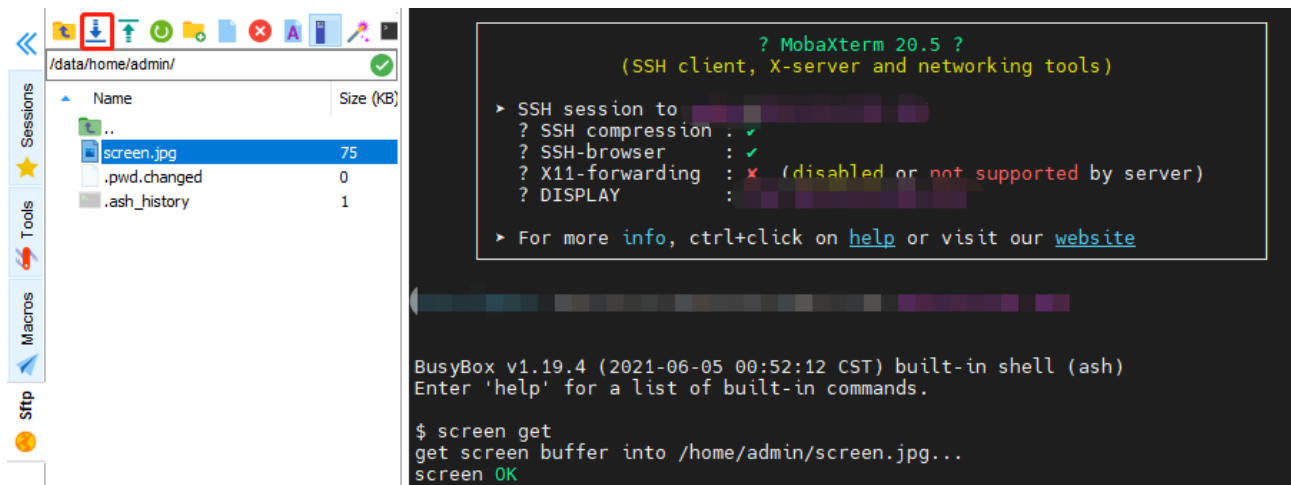 /data/home/admin/
Name Size (KB)
..
screen.jpg 75
.pwd.changed 0
.ash_history 1
Sessions
Tools
Macros
Sftp
? MobaXterm 20.5 ?
(SSH client, X-server and networking tools)
➤ SSH session to
? SSH compression : ✔
? SSH-browser : ✔
? X11-forwarding : ✘ (disabled or not supported by server)
? DISPLAY :
➤ For more info, ctrl+click on help or visit our website
BusyBox v1.19.4 (2021-06-05 00:52:12 CST) built-in shell (ash)
Enter 'help' for a list of built-in commands.
$ screen get
get screen buffer into /home/admin/screen.jpg...
screen OK